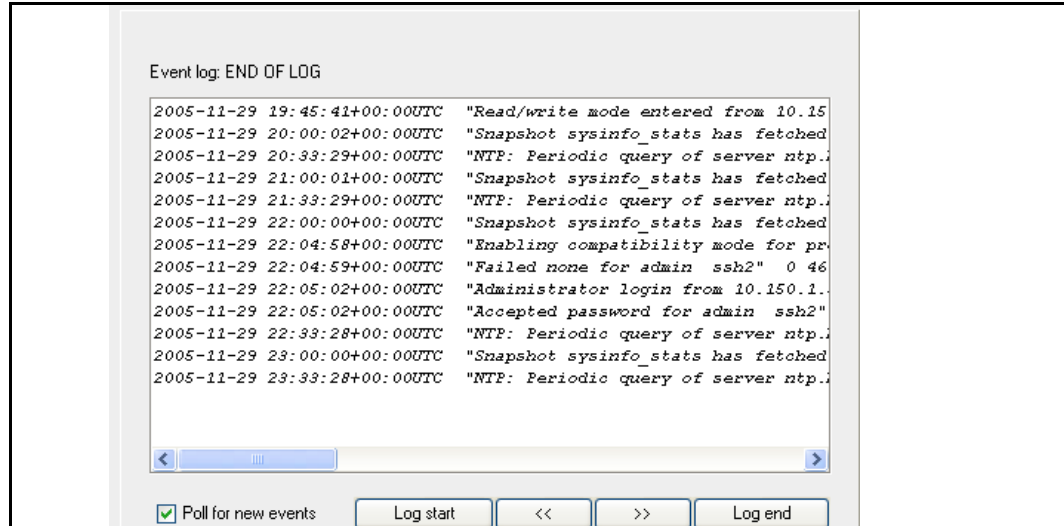 Event log: END OF LOG
2005-11-29 19:45:41+00:00UTC "Read/write mode entered from 10.15
2005-11-29 20:00:02+00:00UTC "Snapshot sysinfo_stats has fetched
2005-11-29 20:33:29+00:00UTC "NTP: Periodic query of server ntp.
2005-11-29 21:00:01+00:00UTC "Snapshot sysinfo_stats has fetched
2005-11-29 21:33:29+00:00UTC "NTP: Periodic query of server ntp.
2005-11-29 22:00:00+00:00UTC "Snapshot sysinfo_stats has fetched
2005-11-29 22:04:58+00:00UTC "Enabling compatibility mode for pr
2005-11-29 22:04:59+00:00UTC "Failed none for admin ssh2" 0 46
2005-11-29 22:05:02+00:00UTC "Administrator login from 10.150.1.
2005-11-29 22:05:02+00:00UTC "Accepted password for admin ssh2"
2005-11-29 22:33:28+00:00UTC "NTP: Periodic query of server ntp.
2005-11-29 23:00:00+00:00UTC "Snapshot sysinfo_stats has fetched
2005-11-29 23:33:28+00:00UTC "NTP: Periodic query of server ntp.
Poll for new events Log start << >> Log end